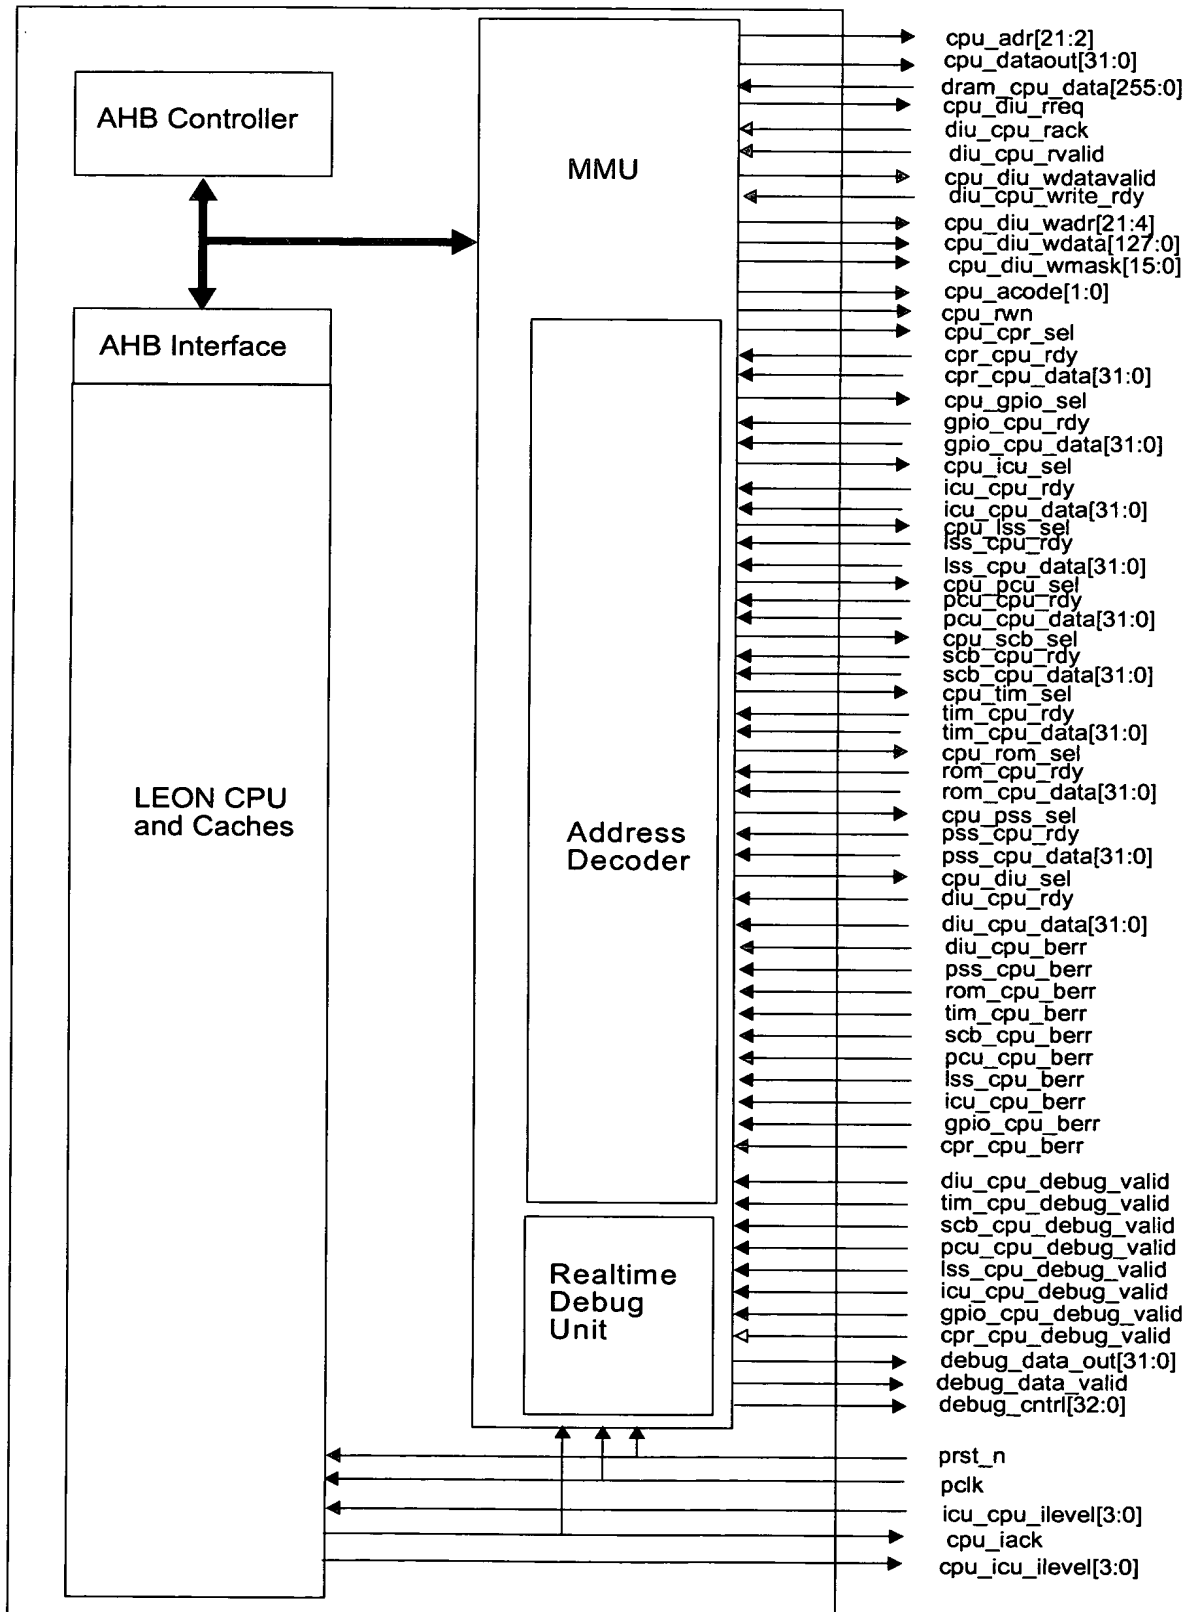 AHB Controller
AHB Interface
LEON CPU
and Caches
MMU
Address
Decoder
Realtime
Debug
Unit
cpu_adr[21:2]
cpu_dataout[31:0]
dram_cpu_data[255:0]
cpu_diu_rreq
diu_cpu_rack
diu_cpu_rvalid
cpu_diu_wdatavalid
diu_cpu_write_rdy
cpu_diu_wadr[21:4]
cpu_diu_wdata[127:0]
cpu_diu_wmask[15:0]
cpu_acode[1:0]
cpu_rwn
cpu_cpr_sel
cpr_cpu_rdy
cpr_cpu_data[31:0]
cpu_gpio_sel
gpio_cpu_rdy
gpio_cpu_data[31:0]
cpu_icu_sel
icu_cpu_rdy
icu_cpu_data[31:0]
cpu_lss_sel
lss_cpu_rdy
lss_cpu_data[31:0]
cpu_pcu_sel
pcu_cpu_rdy
pcu_cpu_data[31:0]
cpu_scb_sel
scb_cpu_rdy
scb_cpu_data[31:0]
cpu_tim_sel
tim_cpu_rdy
tim_cpu_data[31:0]
cpu_rom_sel
rom_cpu_rdy
rom_cpu_data[31:0]
cpu_pss_sel
pss_cpu_rdy
pss_cpu_data[31:0]
cpu_diu_sel
diu_cpu_rdy
diu_cpu_data[31:0]
diu_cpu_berr
pss_cpu_berr
rom_cpu_berr
tim_cpu_berr
scb_cpu_berr
pcu_cpu_berr
lss_cpu_berr
icu_cpu_berr
gpio_cpu_berr
cpr_cpu_berr
diu_cpu_debug_valid
tim_cpu_debug_valid
scb_cpu_debug_valid
pcu_cpu_debug_valid
lss_cpu_debug_valid
icu_cpu_debug_valid
gpio_cpu_debug_valid
cpr_cpu_debug_valid
debug_data_out[31:0]
debug_data_valid
debug_cntrl[32:0]
prst_n
pclk
icu_cpu_ilevel[3:0]
cpu_iack
cpu_icu_ilevel[3:0]